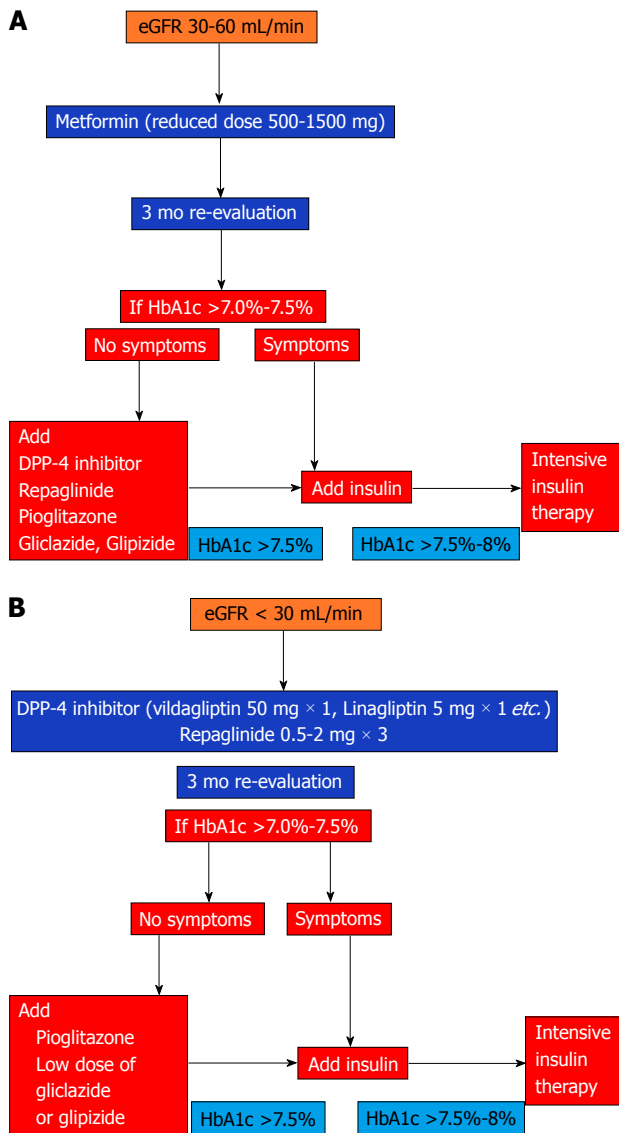 A
eGFR 30-60 mL/min
Metformin (reduced dose 500-1500 mg)
3 mo re-evaluation
If HbA1c >7.0%-7.5%
No symptoms
Symptoms
Add
DPP-4 inhibitor
Repaglinide
Pioglitazone
Gliclazide, Glipizide
Add insulin
Intensive
insulin
therapy
HbA1c >7.5%
HbA1c >7.5%-8%
B
eGFR < 30 mL/min
DPP-4 inhibitor (vildagliptin 50 mg × 1, Linagliptin 5 mg × 1 etc.)
Repaglinide 0.5-2 mg × 3
3 mo re-evaluation
If HbA1c >7.0%-7.5%
No symptoms
Symptoms
Add
Pioglitazone
Low dose of
gliclazide
or glipizide
Add insulin
Intensive
insulin
therapy
HbA1c >7.5%
HbA1c >7.5%-8%